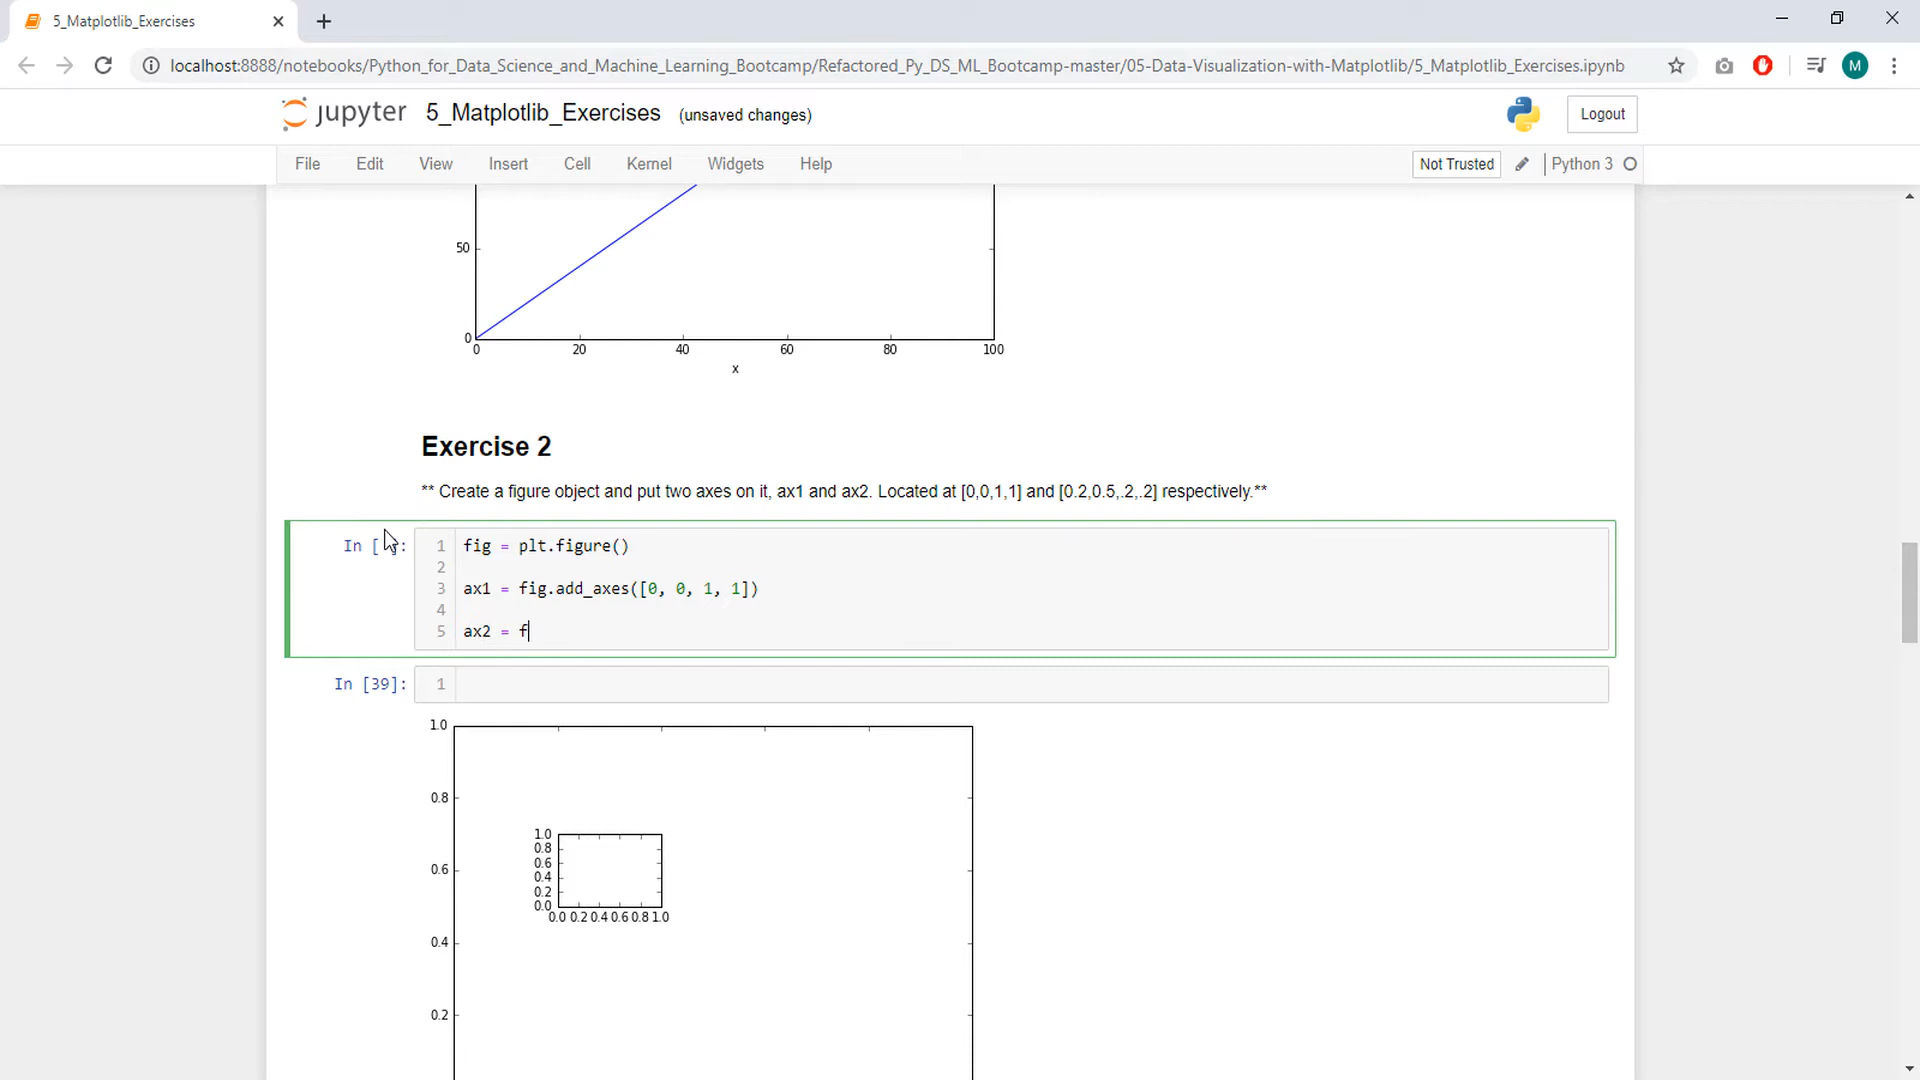 5_Matplotlib_Exercises
localhost:8888/notebooks/Python_for_Data_Science_and_Machine_Learning_Bootcamp/Refactored_Py_DS_ML_Bootcamp-master/05-Data-Visualization-with-Matplotlib/5_Matplotlib_Exercises.ipynb
M
jupyter 5_Matplotlib_Exercises (unsaved changes)
Logout
File Edit View Insert Cell Kernel Widgets Help
Not Trusted
Python 3
50
0
0 20 40 60 80 100
x
Exercise 2
** Create a figure object and put two axes on it, ax1 and ax2. Located at [0,0,1,1] and [0.2,0.5,.2,.2] respectively.**
In [ ]:
1 fig = plt.figure()
2
3 ax1 = fig.add_axes([0, 0, 1, 1])
4
5 ax2 = f
In [39]: 1
1.0
0.8
1.0
0.8
0.6
0.4
0.2
0.0
0.0 0.2 0.4 0.6 0.8 1.0
0.6
0.4
0.2